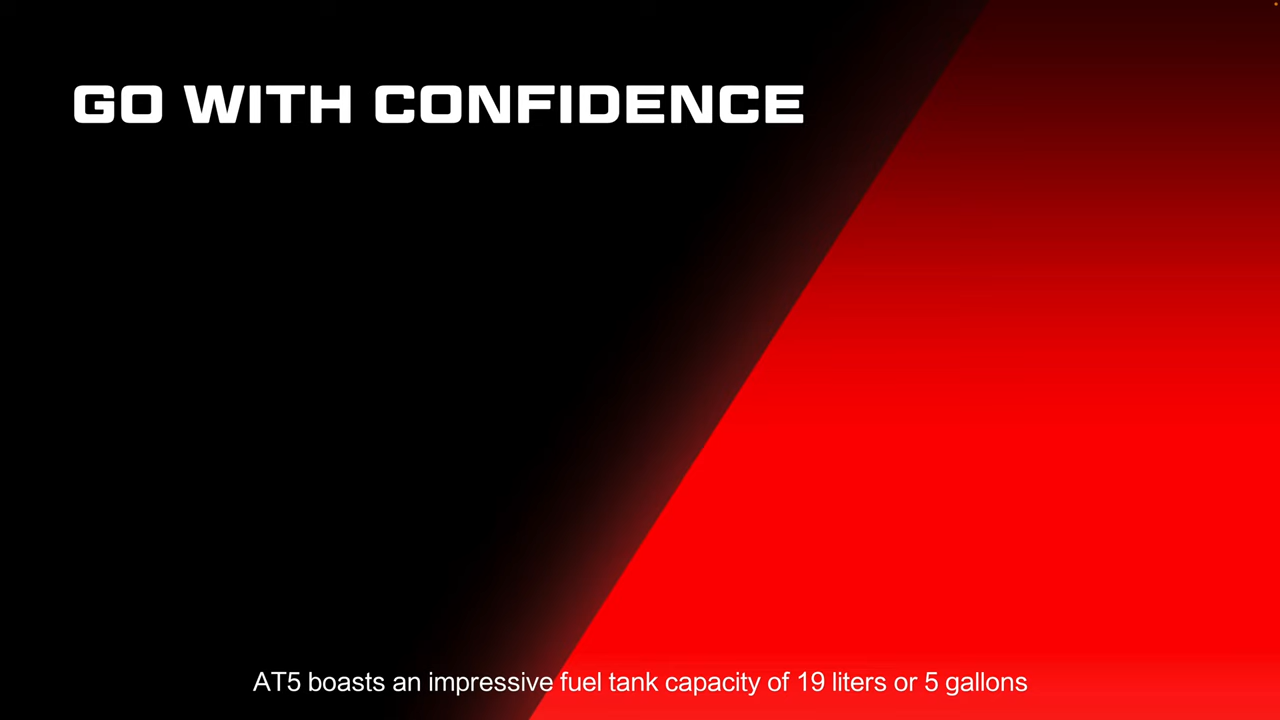 GO WITH CONFIDENCE
AT5 boasts an impressive fuel tank capacity of 19 liters or 5 gallons